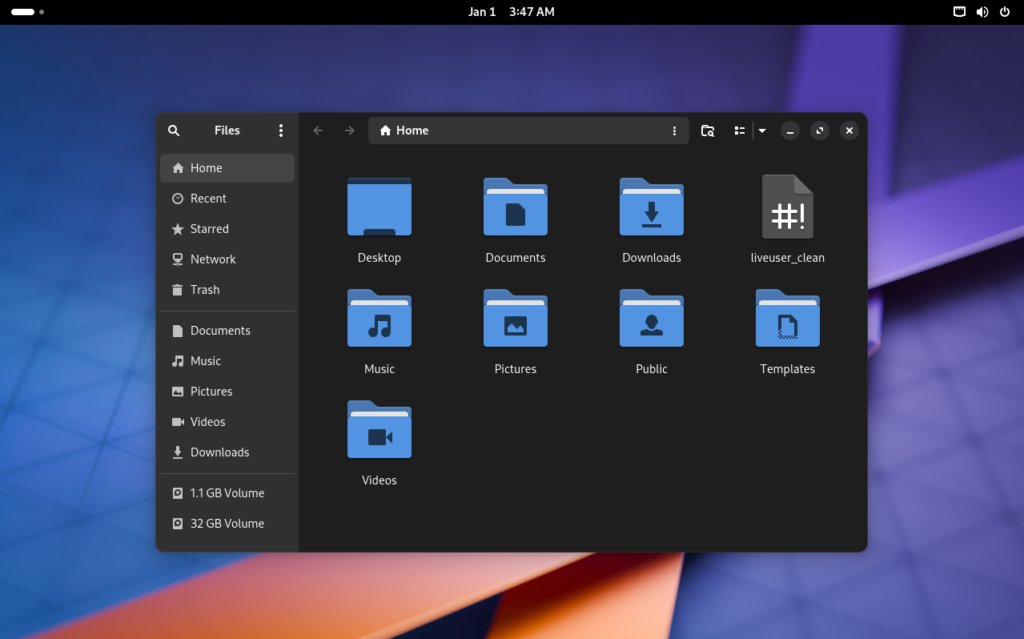 Jan 1 3:47 AM
Files
Home
Home
Recent
Starred
Network
Trash
Documents
Music
Pictures
Videos
Downloads
1.1 GB Volume
32 GB Volume
Desktop
Documents
Downloads
#!
liveuser_clean
Music
Pictures
Public
Templates
Videos